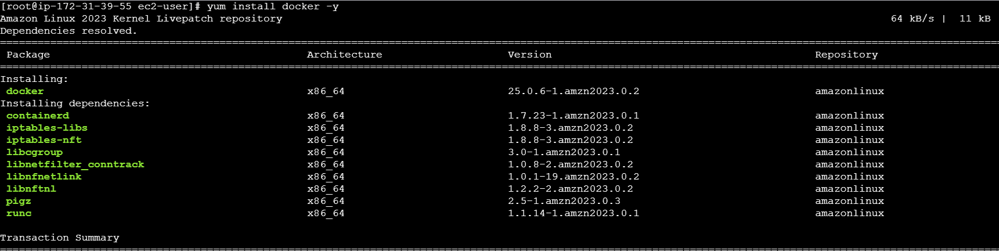 [root@ip-172-31-39-55 ec2-user]# yum install docker -y
Amazon Linux 2023 Kernel Livepatch repository 64 kB/s | 11 kB
Dependencies resolved.
Package Architecture Version Repository
Installing:
docker x86_64 25.0.6-1.amzn2023.0.2 amazonlinux
Installing dependencies:
containerd x86_64 1.7.23-1.amzn2023.0.1 amazonlinux
iptables-libs x86_64 1.8.8-3.amzn2023.0.2 amazonlinux
iptables-nft x86_64 1.8.8-3.amzn2023.0.2 amazonlinux
libcgroup x86_64 3.0-1.amzn2023.0.1 amazonlinux
libnetfilter_conntrack x86_64 1.0.8-2.amzn2023.0.2 amazonlinux
libnfnetlink x86_64 1.0.1-19.amzn2023.0.2 amazonlinux
libnftnl x86_64 1.2.2-2.amzn2023.0.2 amazonlinux
pigz x86_64 2.5-1.amzn2023.0.3 amazonlinux
runc x86_64 1.1.14-1.amzn2023.0.1 amazonlinux
Transaction Summary